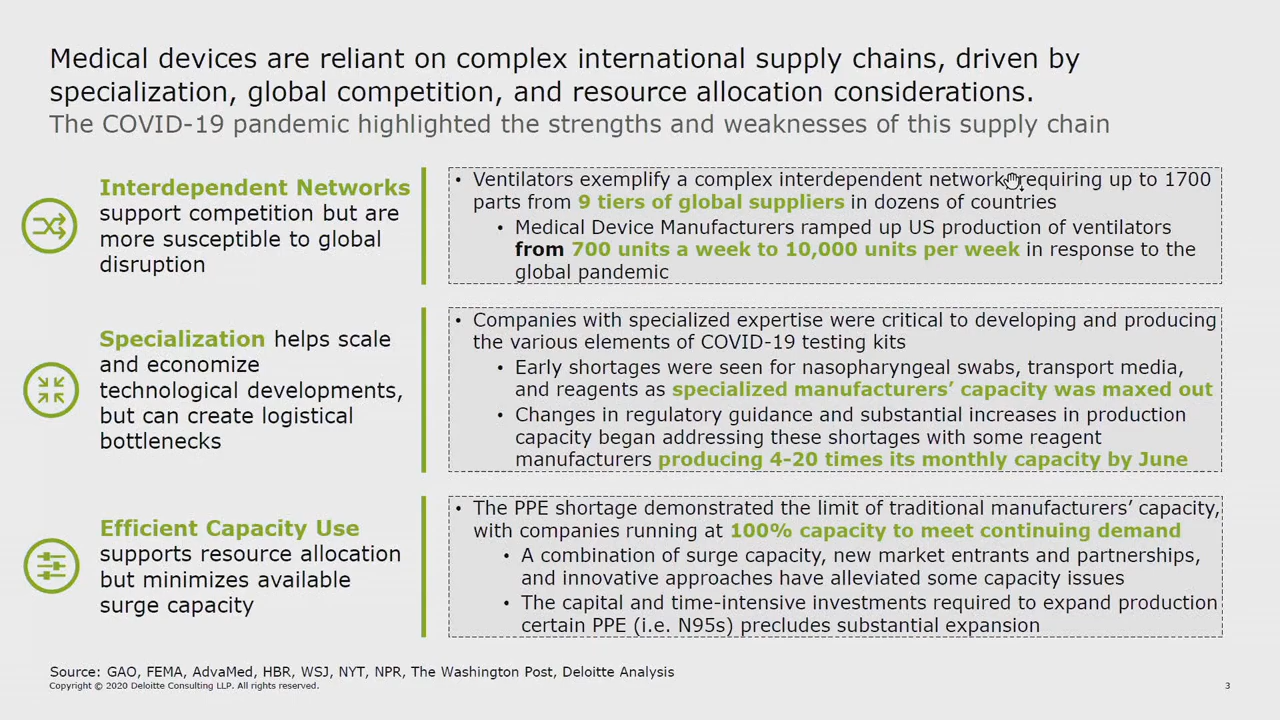 Medical devices are reliant on complex international supply chains, driven by
specialization, global competition, and resource allocation considerations.
The COVID-19 pandemic highlighted the strengths and weaknesses of this supply chain
Interdependent Networks
support competition but are
more susceptible to global
disruption
• Ventilators exemplify a complex interdependent network requiring up to 1700
parts from 9 tiers of global suppliers in dozens of countries
• Medical Device Manufacturers ramped up US production of ventilators
from 700 units a week to 10,000 units per week in response to the
global pandemic
Specialization helps scale
and economize
technological developments,
but can create logistical
bottlenecks
• Companies with specialized expertise were critical to developing and producing
the various elements of COVID-19 testing kits
• Early shortages were seen for nasopharyngeal swabs, transport media,
and reagents as specialized manufacturers’ capacity was maxed out
• Changes in regulatory guidance and substantial increases in production
capacity began addressing these shortages with some reagent
manufacturers producing 4-20 times its monthly capacity by June
Efficient Capacity Use
supports resource allocation
but minimizes available
surge capacity
• The PPE shortage demonstrated the limit of traditional manufacturers’ capacity,
with companies running at 100% capacity to meet continuing demand
• A combination of surge capacity, new market entrants and partnerships,
and innovative approaches have alleviated some capacity issues
• The capital and time-intensive investments required to expand production
certain PPE (i.e. N95s) precludes substantial expansion
Source: GAO, FEMA, AdvaMed, HBR, WSJ, NYT, NPR, The Washington Post, Deloitte Analysis
Copyright © 2020 Deloitte Consulting LLP. All rights reserved.
3